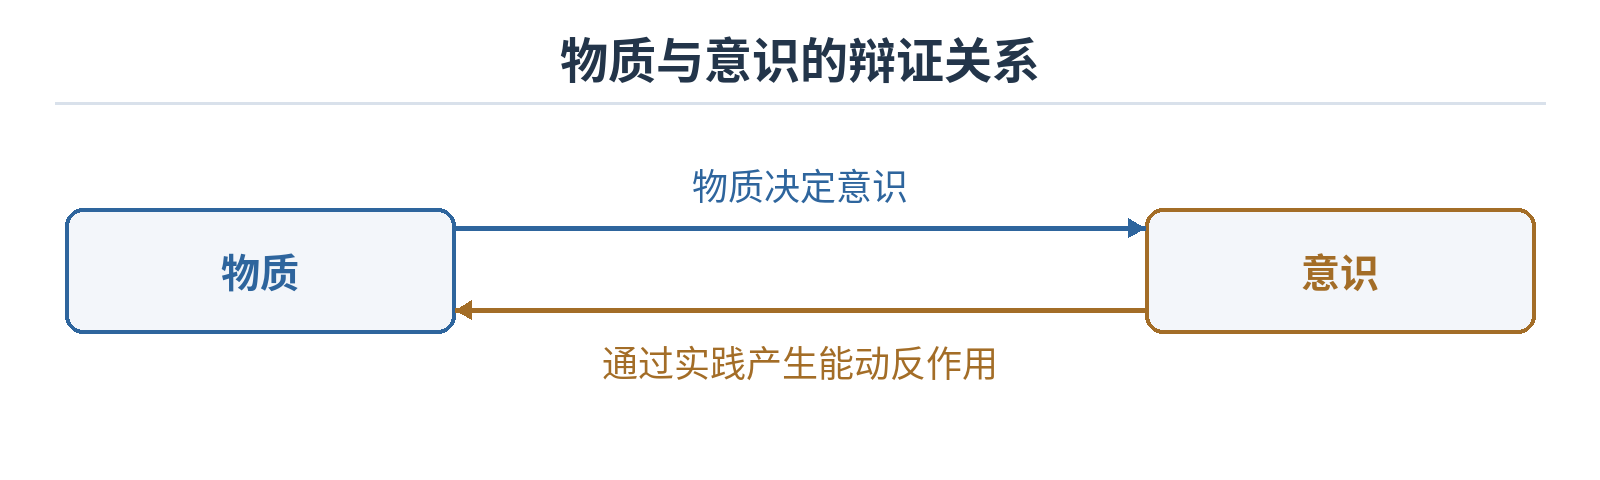 物质与意识的辩证关系
物质决定意识
物质
意识
通过实践产生能动反作用